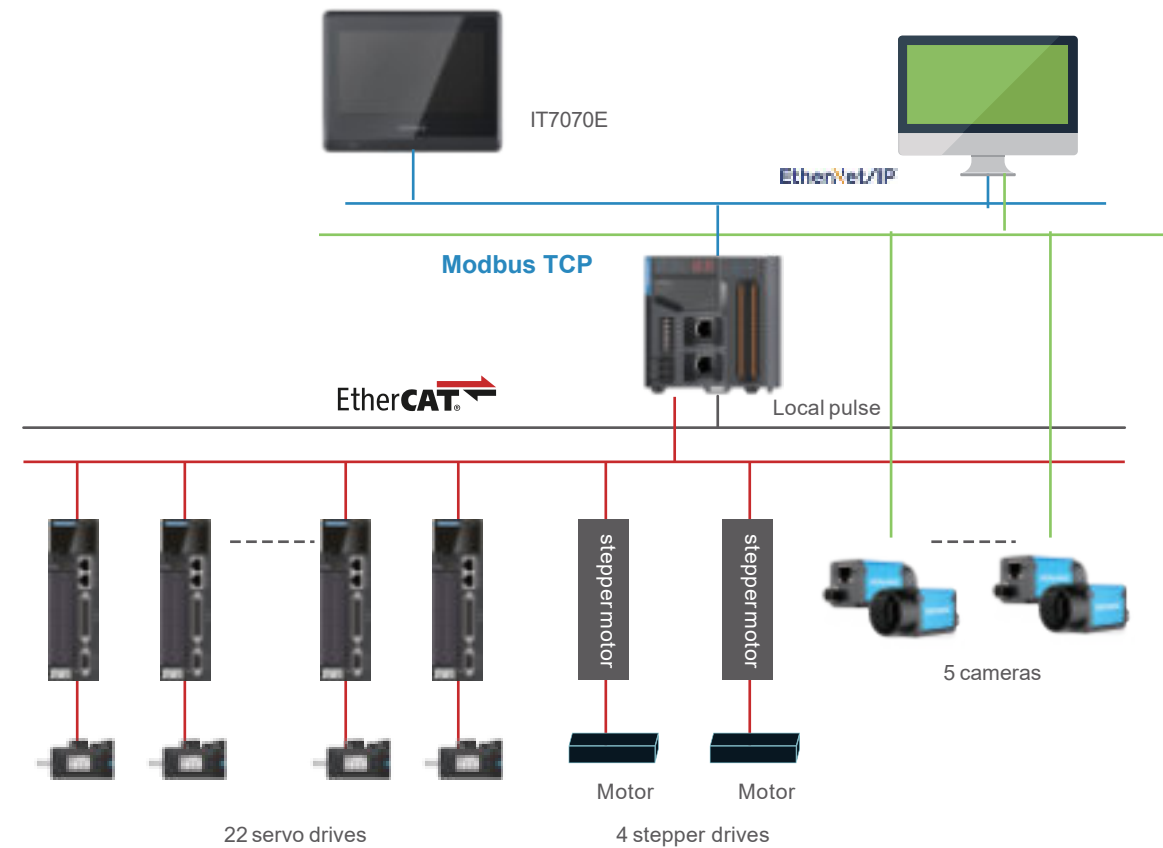 IT7070E
EtherNet/IP
Modbus TCP
EtherCAT®
Local pulse
stepper motor
stepper motor
5 cameras
Motor
Motor
22 servo drives
4 stepper drives